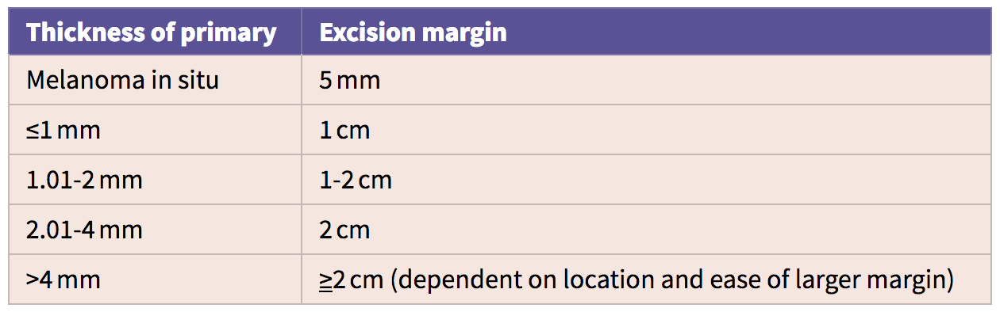 Thickness of primary Excision margin
Melanoma in situ 5 mm
≤1 mm 1 cm
1.01-2 mm 1-2 cm
2.01-4 mm 2 cm
>4 mm ≧2 cm (dependent on location and ease of larger margin)